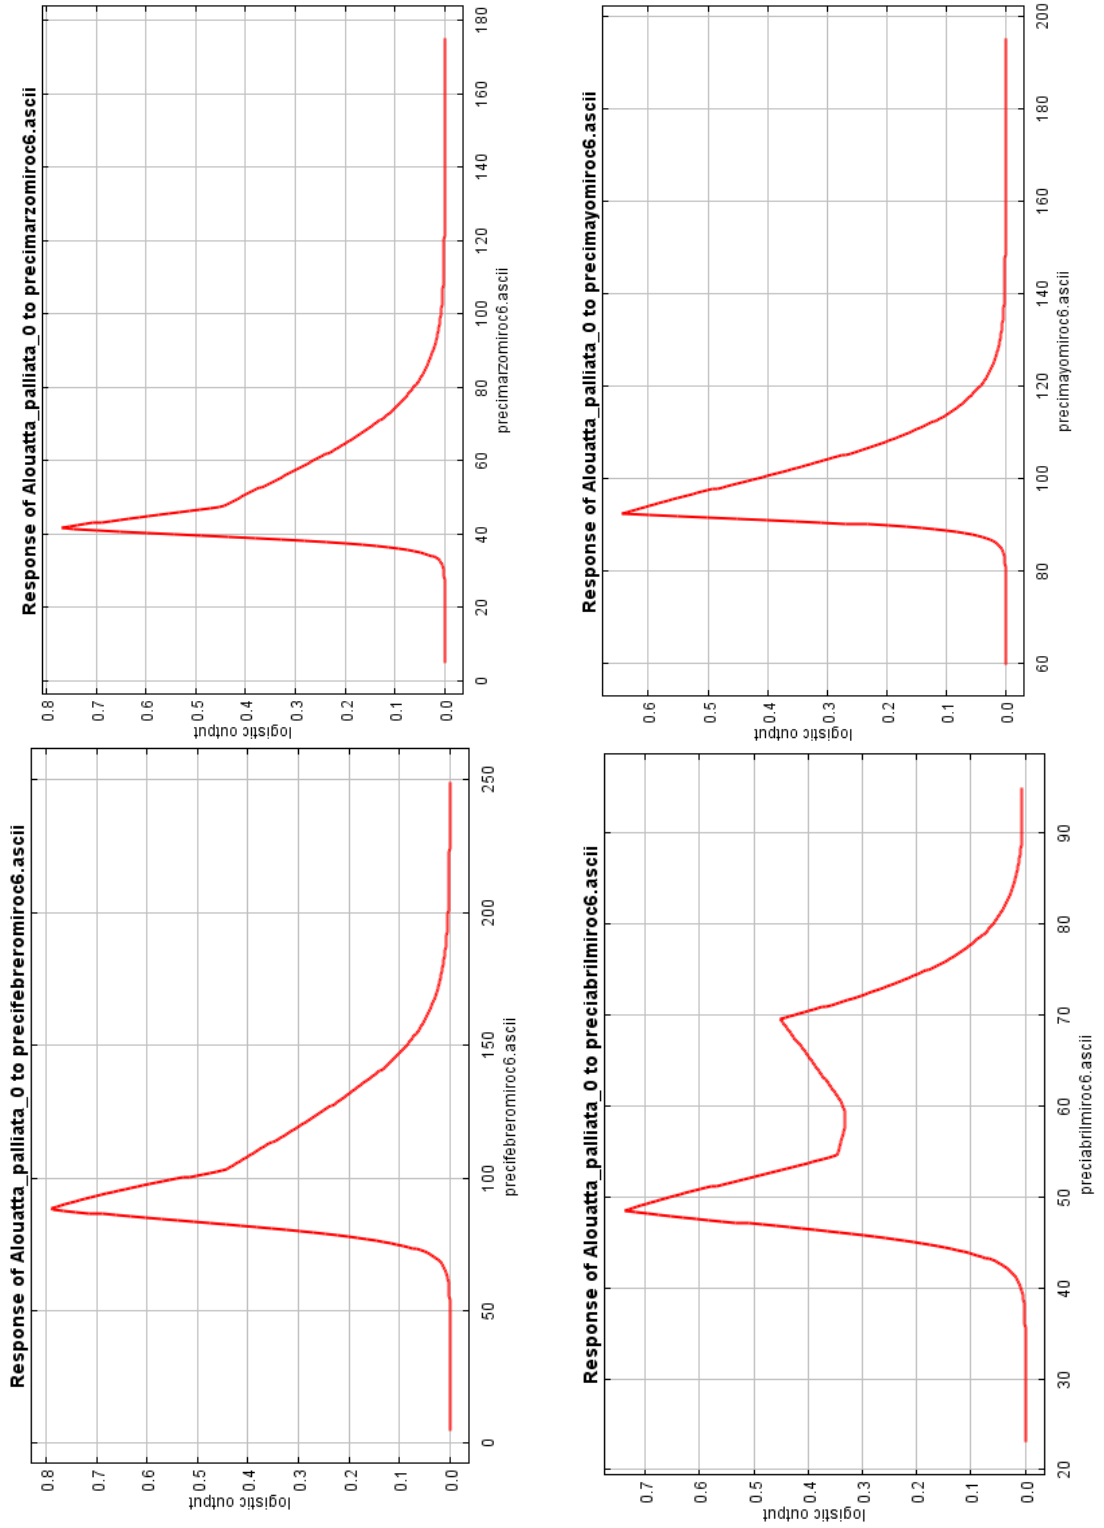 Response of Alouatta_palliata_0 to precifebreromiroc6.ascii
0.8
0.7
0.6
0.5
0.4
0.3
0.2
0.1
0.0
logistic output
0 50 100 150 200 250
precifebreromiroc6.ascii
Response of Alouatta_palliata_0 to precimarzomiroc6.ascii
0.8
0.7
0.6
0.5
0.4
0.3
0.2
0.1
0.0
logistic output
0 20 40 60 80 100 120 140 160 180
precimarzomiroc6.ascii
Response of Alouatta_palliata_0 to preciabrilmiroc6.ascii
0.7
0.6
0.5
0.4
0.3
0.2
0.1
0.0
logistic output
20 30 40 50 60 70 80 90
preciabrilmiroc6.ascii
Response of Alouatta_palliata_0 to precimayomiroc6.ascii
0.6
0.5
0.4
0.3
0.2
0.1
0.0
logistic output
60 80 100 120 140 160 180 200
precimayomiroc6.ascii